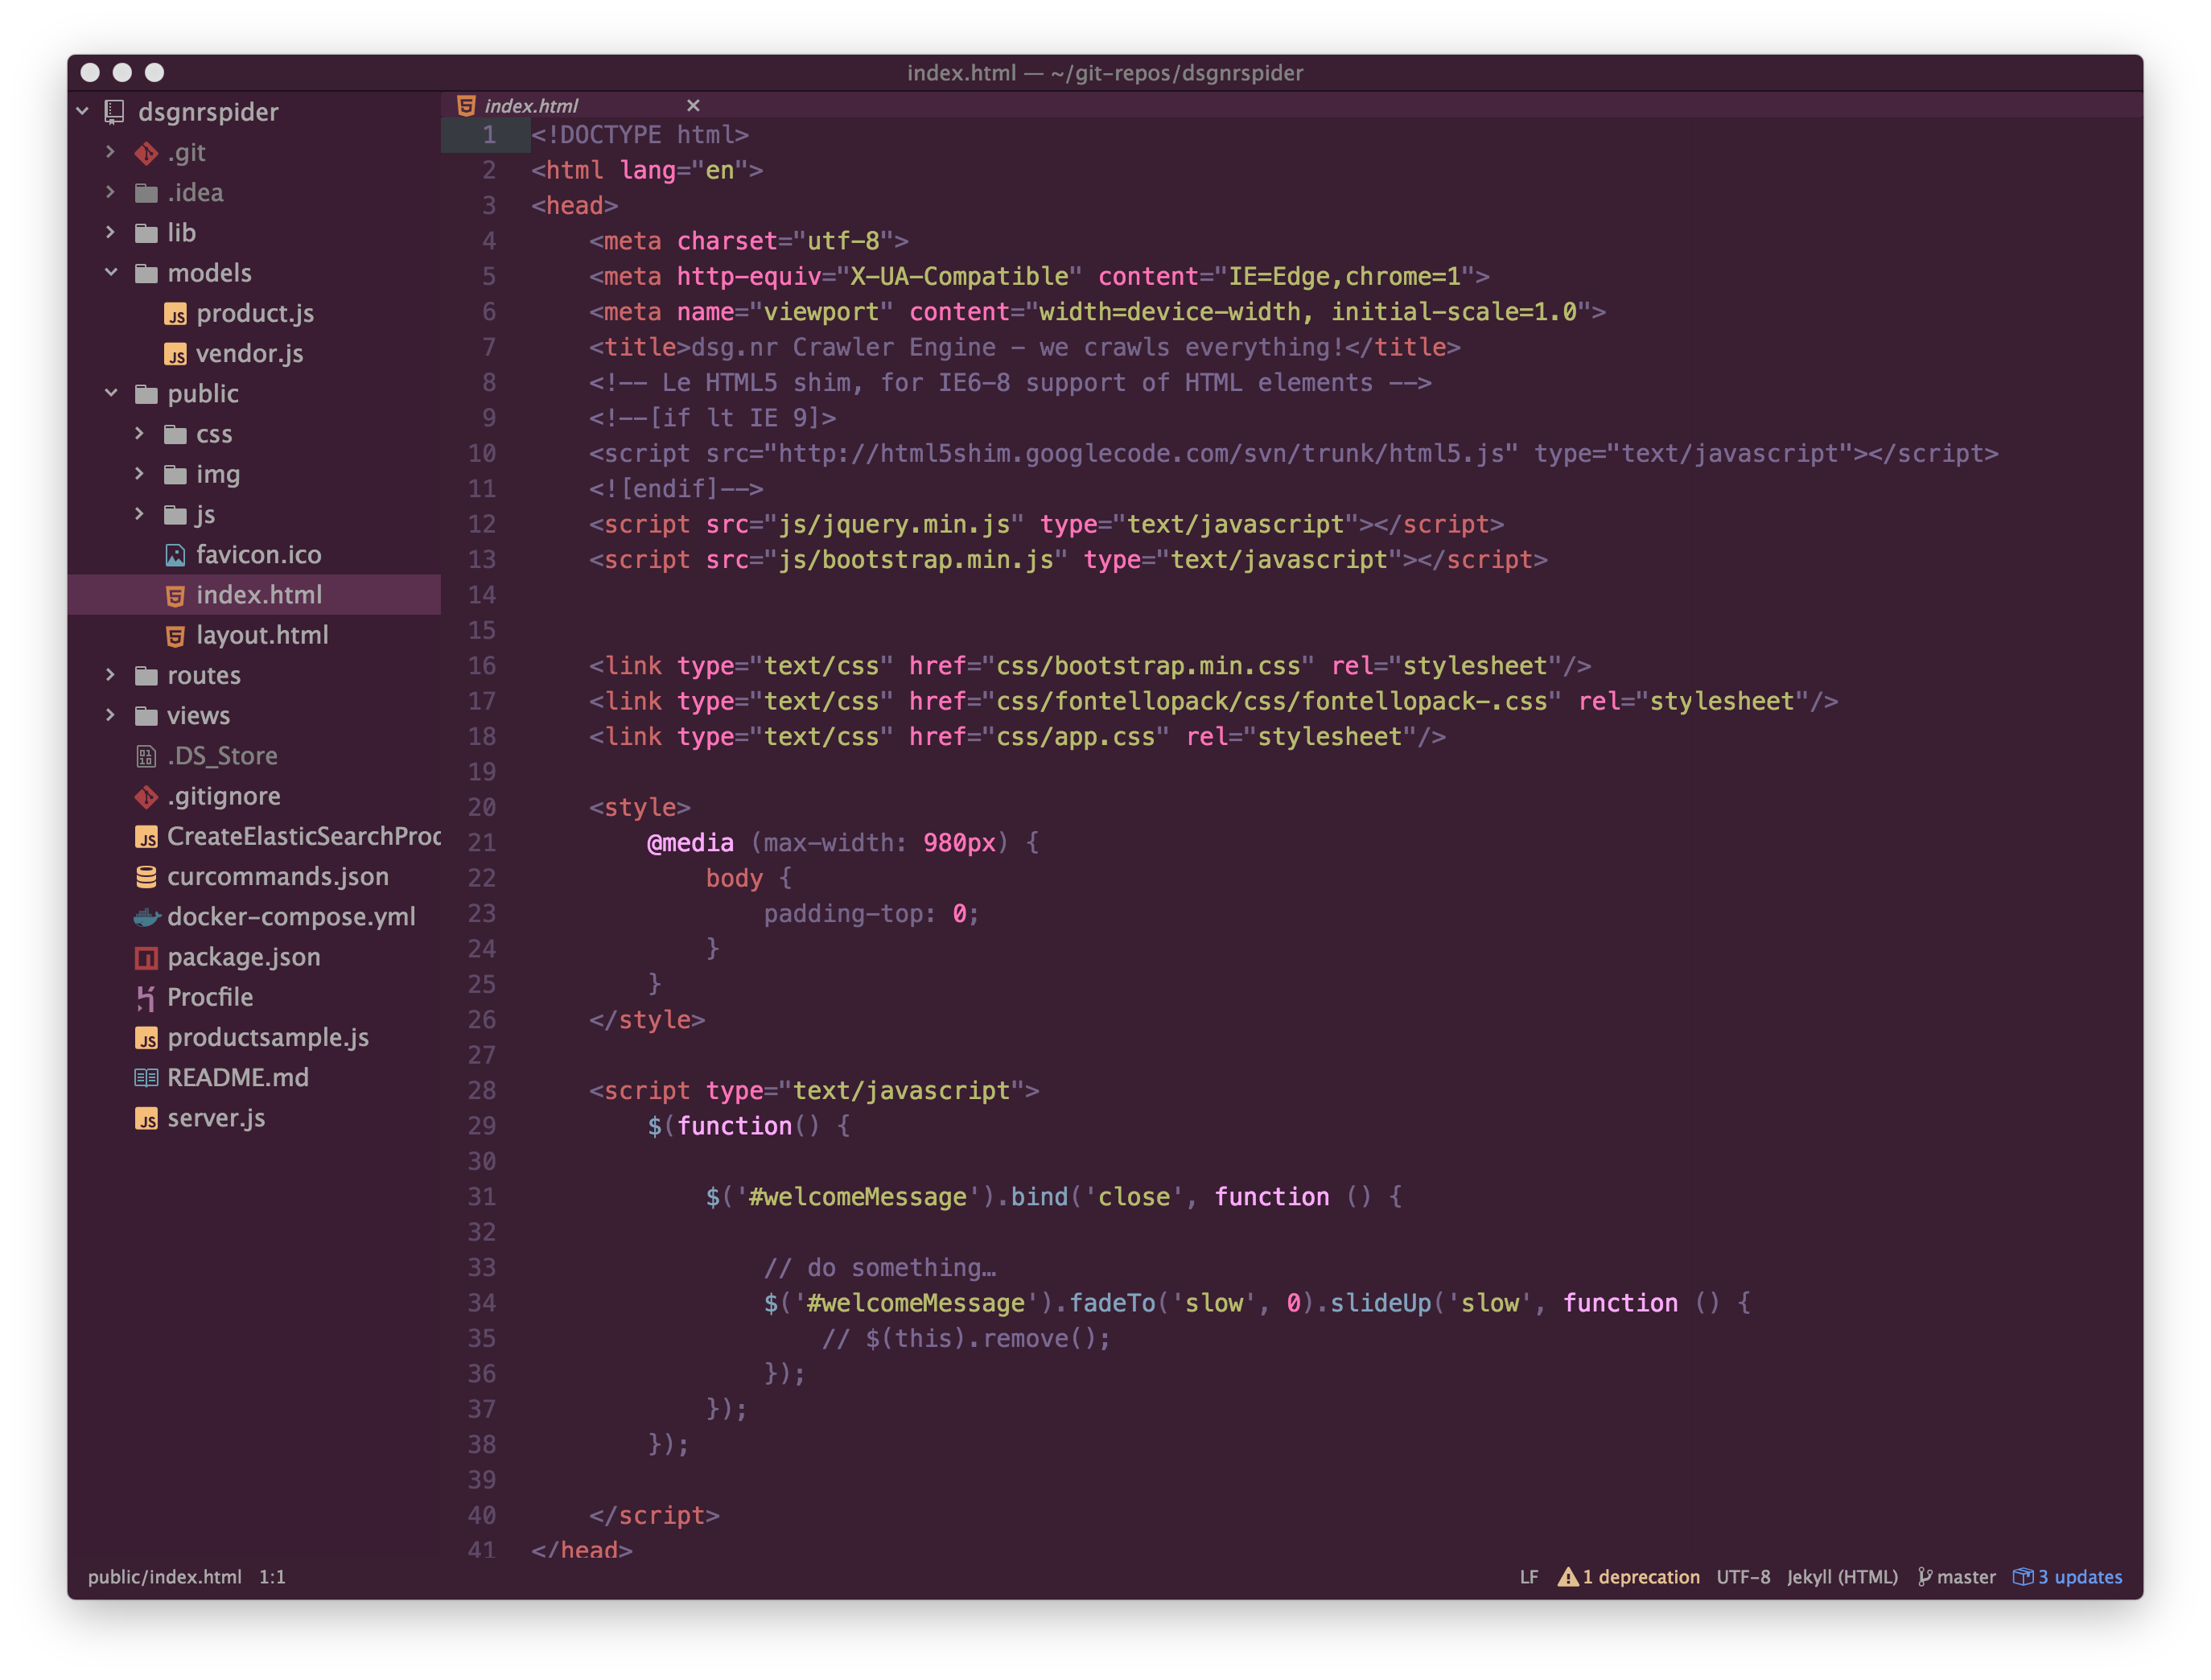 index.html — ~/git-repos/dsgnrspider
dsgnrspider
.git
.idea
lib
models
product.js
vendor.js
public
css
img
js
favicon.ico
index.html
layout.html
routes
views
.DS_Store
.gitignore
CreateElasticSearchProd
curcommands.json
docker-compose.yml
package.json
Procfile
productsample.js
README.md
server.js
index.html
1 <!DOCTYPE html>
2 <html lang="en">
3 <head>
4     <meta charset="utf-8">
5     <meta http-equiv="X-UA-Compatible" content="IE=Edge,chrome=1">
6     <meta name="viewport" content="width=device-width, initial-scale=1.0">
7     <title>dsg.nr Crawler Engine - we crawls everything!</title>
8     <!-- Le HTML5 shim, for IE6-8 support of HTML elements -->
9     <!--[if lt IE 9]>
10     <script src="http://html5shim.googlecode.com/svn/trunk/html5.js" type="text/javascript"></script>
11     <![endif]-->
12     <script src="js/jquery.min.js" type="text/javascript"></script>
13     <script src="js/bootstrap.min.js" type="text/javascript"></script>
14
15
16     <link type="text/css" href="css/bootstrap.min.css" rel="stylesheet"/>
17     <link type="text/css" href="css/fontellopack/css/fontellopack-.css" rel="stylesheet"/>
18     <link type="text/css" href="css/app.css" rel="stylesheet"/>
19
20     <style>
21         @media (max-width: 980px) {
22             body {
23                 padding-top: 0;
24             }
25         }
26     </style>
27
28     <script type="text/javascript">
29         $(function() {
30
31             $('#welcomeMessage').bind('close', function () {
32
33                 // do something…
34                 $('#welcomeMessage').fadeTo('slow', 0).slideUp('slow', function () {
35                     // $(this).remove();
36                 });
37             });
38         });
39
40     </script>
41 </head>
public/index.html 1:1 LF 1 deprecation UTF-8 Jekyll (HTML) master 3 updates